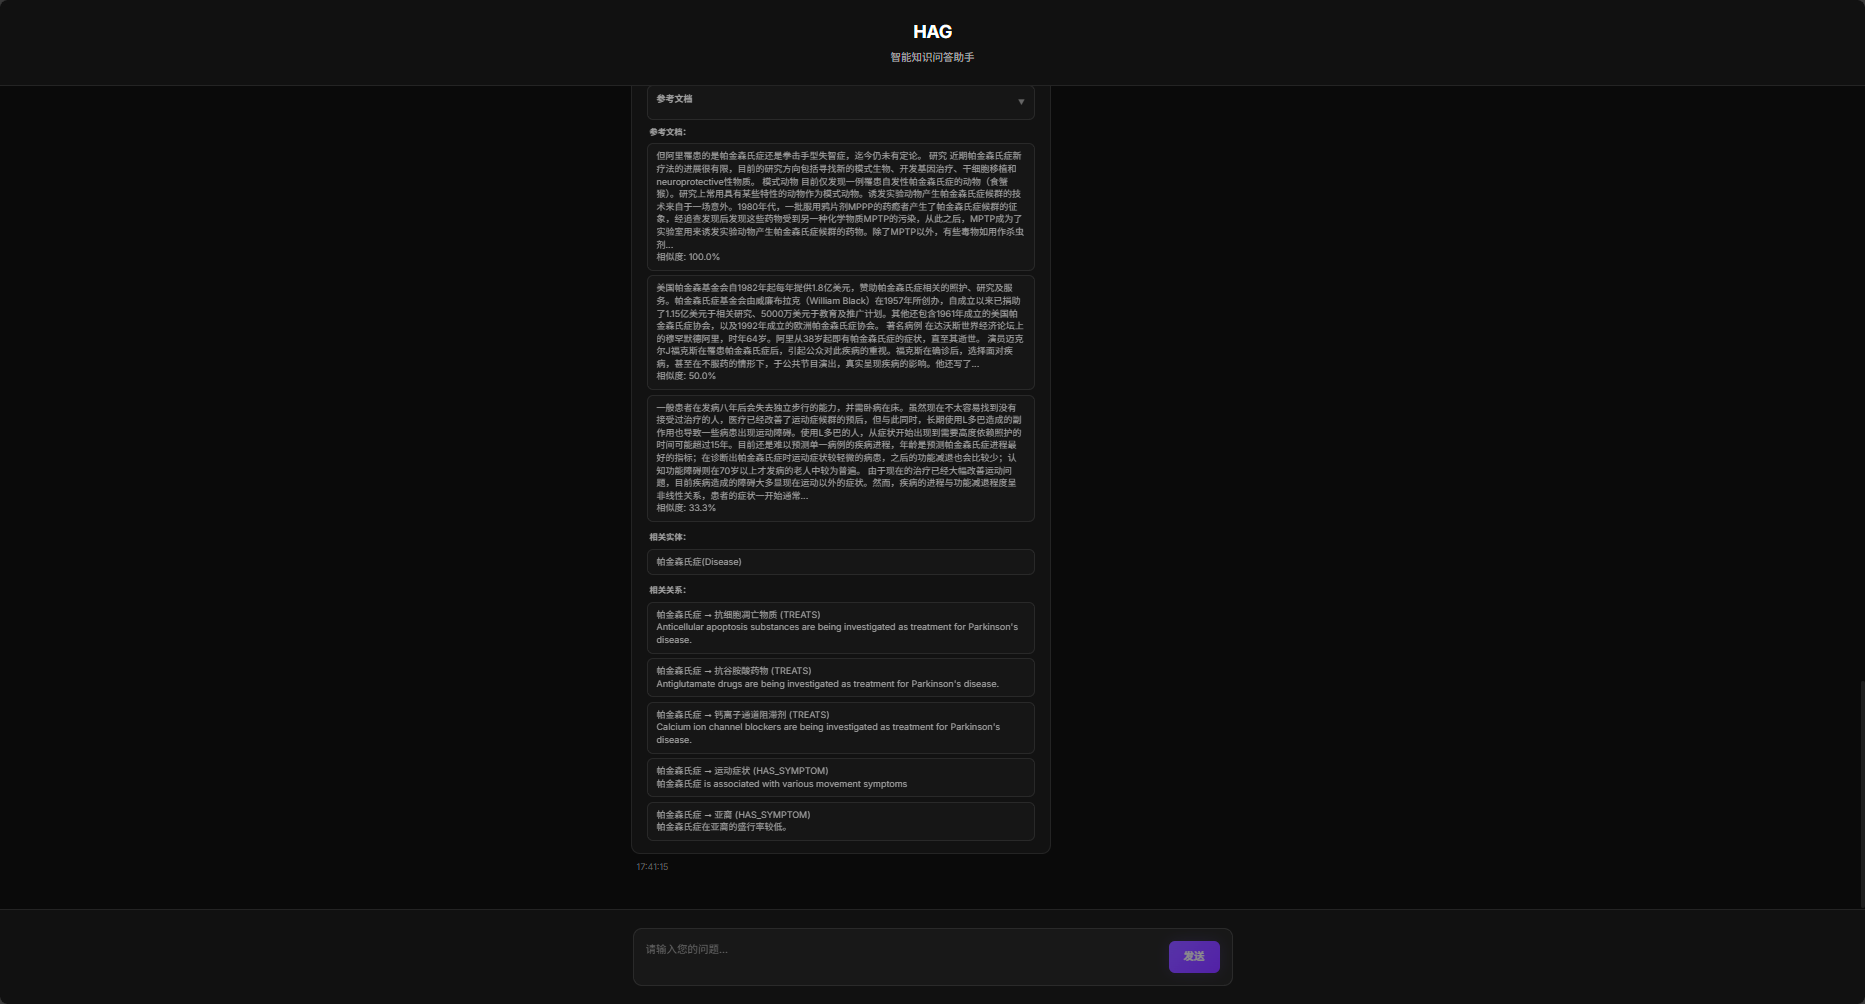 HAG
智能知识问答助手
参考文档
▼
参考文档:
但阿里罹患的是帕金森氏症还是拳击手型失智症，迄今仍未有定论。 研究 近期帕金森氏症新
疗法的进展很有限，目前的研究方向包括寻找新的模式生物、开发基因治疗、干细胞移植和
neuroprotective性物质。 模式动物 目前仅发现一例罹患自发性帕金森氏症的动物（食蟹
猴）。研究上常用具有某些特性的动物作为模式动物。诱发实验动物产生帕金森氏症候群的技
术来自于一场意外。1980年代，一批服用鸦片剂MPPP的药瘾者产生了帕金森氏症候群的征
象，经追查发现后发现这些药物受到另一种化学物质MPTP的污染，从此之后，MPTP成为了
实验室用来诱发实验动物产生帕金森氏症候群的药物。除了MPTP以外，有些毒物如用作杀虫
剂...
相似度: 100.0%
美国帕金森基金会自1982年起每年提供1.8亿美元，赞助帕金森氏症相关的照护、研究及服
务。帕金森氏症基金会由威廉布拉克（William Black）在1957年所创办，自成立以来已捐助
了1.15亿美元于相关研究、5000万美元于教育及推广计划。其他还包含1961年成立的美国帕
金森氏症协会，以及1992年成立的欧洲帕金森氏症协会。 著名病例 在达沃斯世界经济论坛上
的穆罕默德阿里，时年64岁。阿里从38岁起即有帕金森氏症的症状，直至其逝世。 演员迈克
尔J福克斯在罹患帕金森氏症后，引起公众对此疾病的重视。福克斯在确诊后，选择面对疾
病，甚至在不服药的情形下，于公共节目演出，真实呈现疾病的影响。他还写了...
相似度: 50.0%
一般患者在发病八年后会失去独立步行的能力，并需卧病在床。虽然现在不太容易找到没有
接受过治疗的人，医疗已经改善了运动症候群的预后，但与此同时，长期使用L多巴造成的副
作用也导致一些病患出现运动障碍。使用L多巴的人，从症状开始出现到需要高度依赖照护的
时间可能超过15年。目前还是难以预测单一病例的疾病进程，年龄是预测帕金森氏症进程最
好的指标；在诊断出帕金森氏症时运动症状较轻微的病患，之后的功能减退也会比较少；认
知功能障碍则在70岁以上才发病的老人中较为普遍。 由于现在的治疗已经大幅改善运动问
题，目前疾病造成的障碍大多显现在运动以外的症状。然而，疾病的进程与功能减退程度呈
非线性关系，患者的症状一开始通常...
相似度: 33.3%
相关实体:
帕金森氏症(Disease)
相关关系:
帕金森氏症 → 抗细胞凋亡物质 (TREATS)
Anticellular apoptosis substances are being investigated as treatment for Parkinson's
disease.
帕金森氏症 → 抗谷胺酸药物 (TREATS)
Antiglutamate drugs are being investigated as treatment for Parkinson's disease.
帕金森氏症 → 钙离子通道阻滞剂 (TREATS)
Calcium ion channel blockers are being investigated as treatment for Parkinson's
disease.
帕金森氏症 → 运动症状 (HAS_SYMPTOM)
帕金森氏症 is associated with various movement symptoms
帕金森氏症 → 亚裔 (HAS_SYMPTOM)
帕金森氏症在亚裔的盛行率较低。
17:41:15
请输入您的问题...
发送